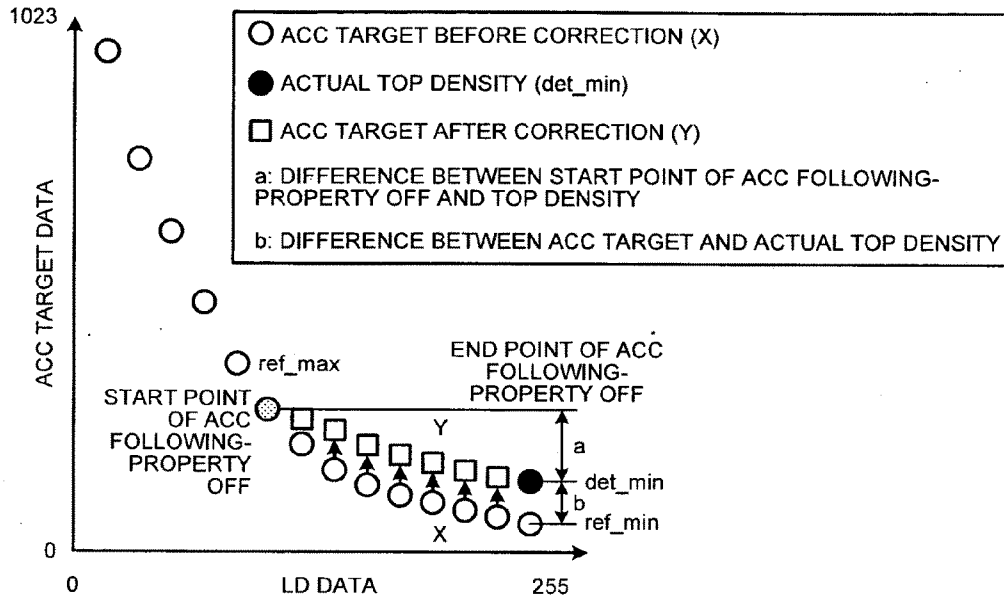 1023
ACC TARGET BEFORE CORRECTION (X)
ACTUAL TOP DENSITY (det_min)
ACC TARGET AFTER CORRECTION (Y)
a: DIFFERENCE BETWEEN START POINT OF ACC FOLLOWING-
PROPERTY OFF AND TOP DENSITY
b: DIFFERENCE BETWEEN ACC TARGET AND ACTUAL TOP DENSITY
ACC TARGET DATA
ref_max
END POINT OF ACC
FOLLOWING-
PROPERTY OFF
START POINT
OF ACC
FOLLOWING-
PROPERTY
OFF
Y
a
det_min
b
ref_min
X
0
0
LD DATA
255